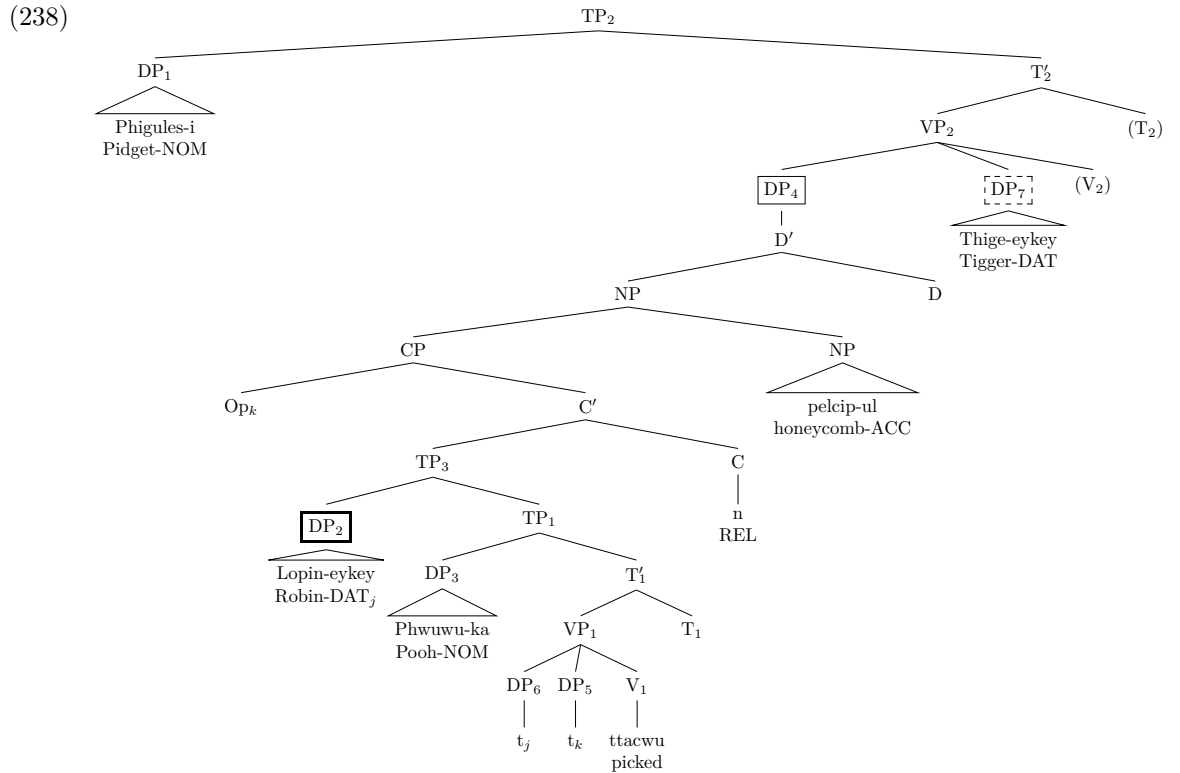 (238)
TP₂
DP₁
T′₂
Phigules-i
Pidget-NOM
VP₂
(T₂)
DP₄
DP₇
(V₂)
Thige-eykey
Tigger-DAT
D′
NP
D
CP
NP
Opₖ
C′
pelcip-ul
honeycomb-ACC
TP₃
C
DP₂
TP₁
n
REL
Lopin-eykey
Robin-DATⱼ
DP₃
T′₁
Phwuwu-ka
Pooh-NOM
VP₁
T₁
DP₆
DP₅
V₁
tⱼ
tₖ
ttacwu
picked